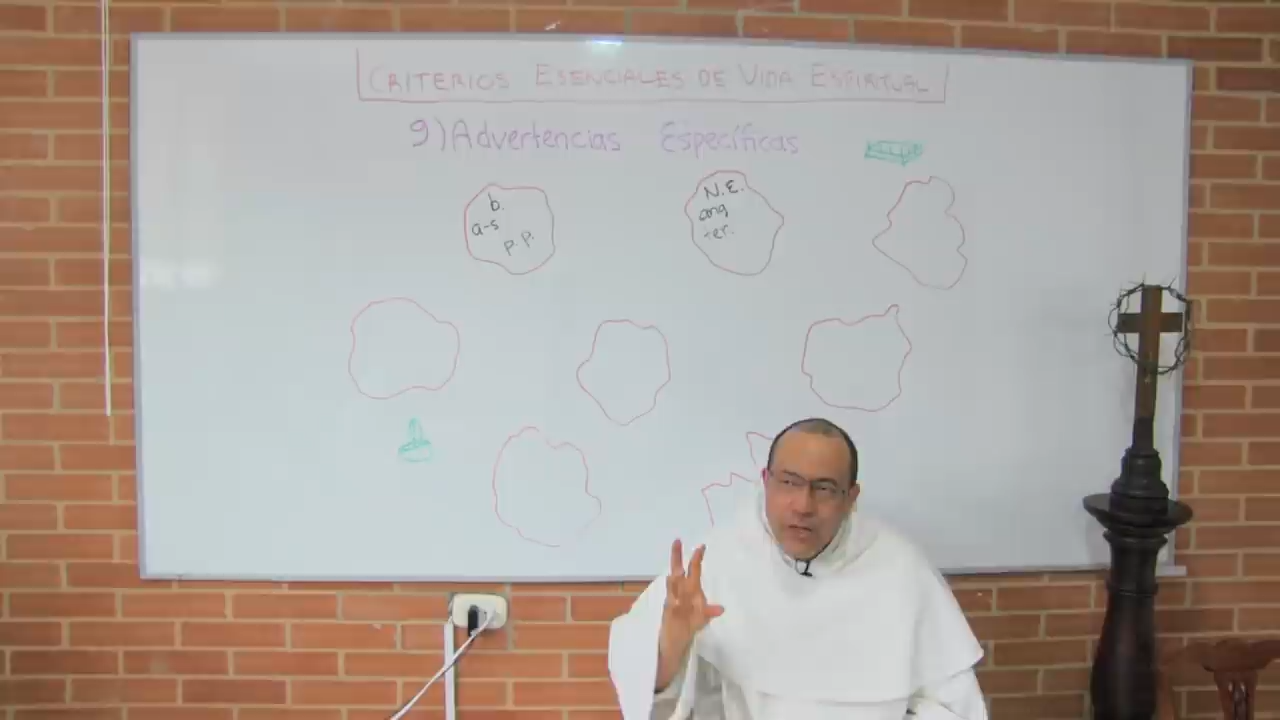 CRITERIOS ESENCIALES DE VIDA ESPIRITUAL
9) Advertencias Específicas
b.
a-s
p.p.
N.E.
ang
ter.